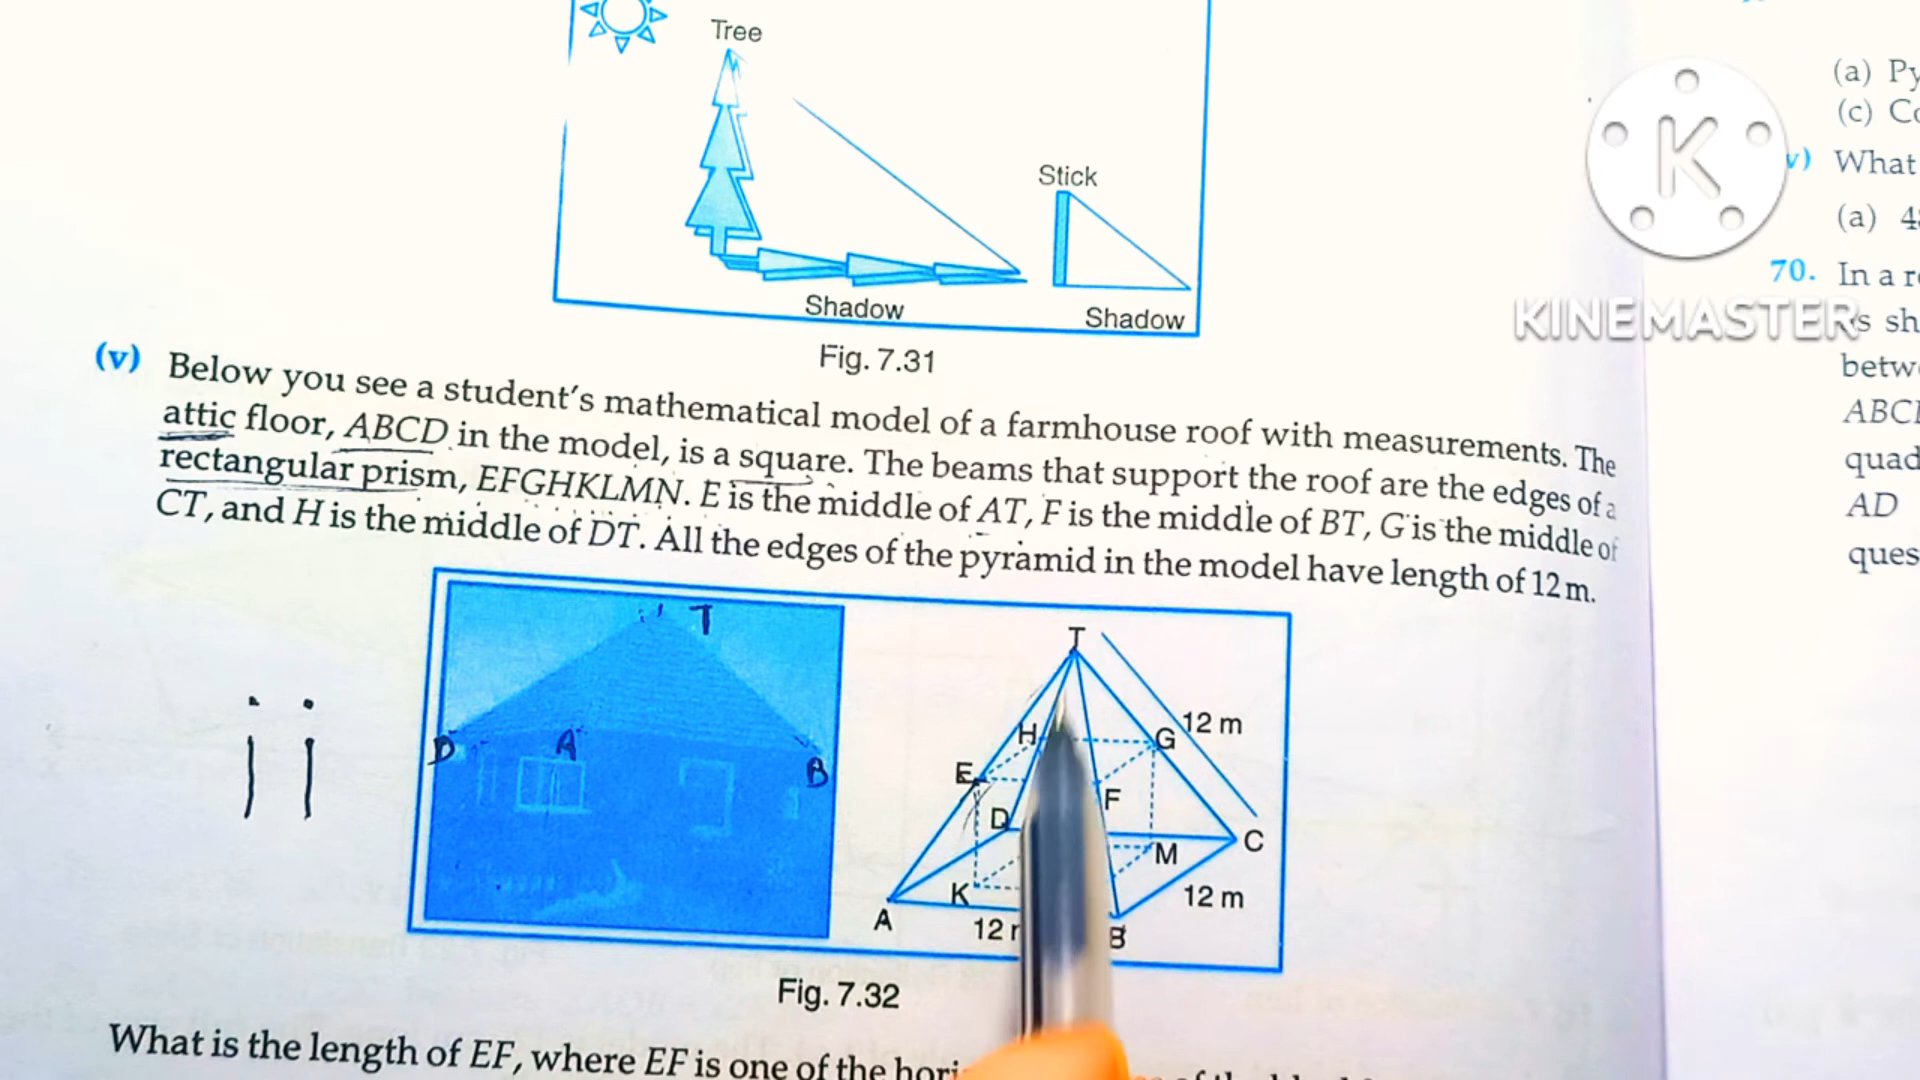 Tree
Stick
Shadow
Shadow
Fig. 7.31
(v) Below you see a student's mathematical model of a farmhouse roof with measurements. The
attic floor, ABCD in the model, is a square. The beams that support the roof are the edges of a
rectangular prism, EFGHKLMN. E is the middle of AT, F is the middle of BT, G is the middle of
CT, and H is the middle of DT. All the edges of the pyramid in the model have length of 12 m.
T
D A B
T
12 m
H G
E
F
D
C
M
K
12 m
A
12
B
Fig. 7.32
What is the length of EF, where EF is one of the
K
KINEMASTER
(a)
(c)
v) What
(a)
70. In a
s sh
ABC
quad
AD
ques